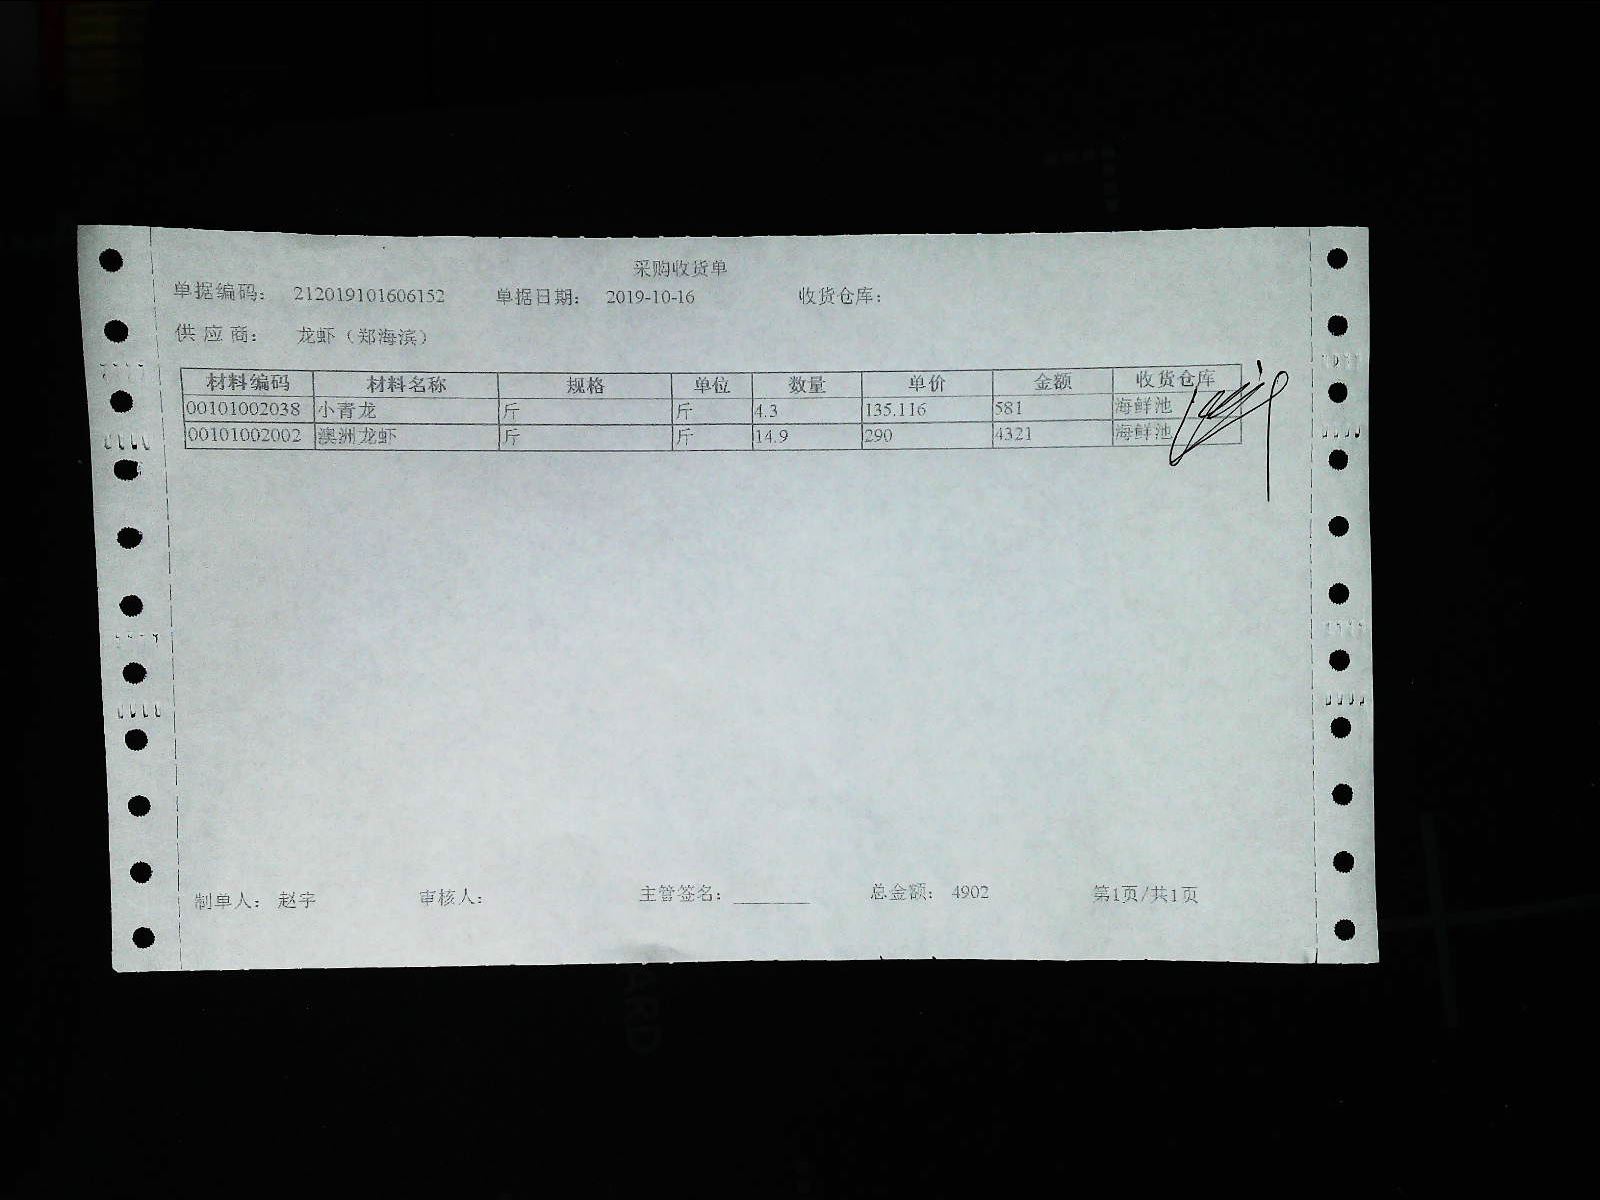 采购收货单
单据编码： 212019101606152 单据日期： 2019-10-16 收货仓库：
供应商： 龙虾（郑海滨）
材料编码 材料名称 规格 单位 数量 单价 金额 收货仓库
00101002038 小青龙 斤 斤 4.3 135.116 581 海鲜池
00101002002 澳洲龙虾 斤 斤 14.9 290 4321 海鲜池
制单人： 赵宇 审核人： 主管签名：________ 总金额： 4902 第1页/共1页